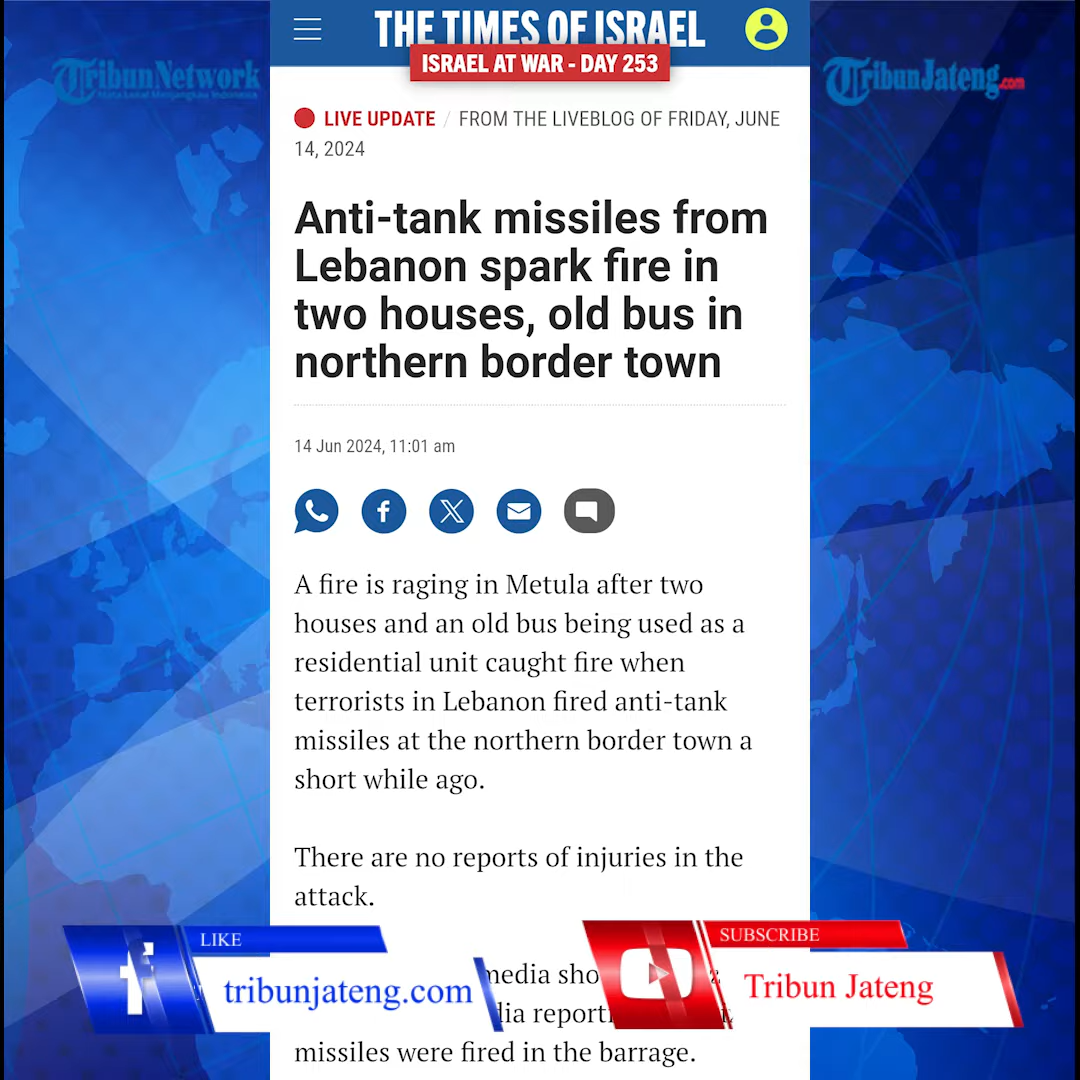 THE TIMES OF ISRAEL
ISRAEL AT WAR - DAY 253
TribunNetwork
TribunJateng.com
LIVE UPDATE / FROM THE LIVEBLOG OF FRIDAY, JUNE
14, 2024
Anti-tank missiles from
Lebanon spark fire in
two houses, old bus in
northern border town
14 Jun 2024, 11:01 am
A fire is raging in Metula after two
houses and an old bus being used as a
residential unit caught fire when
terrorists in Lebanon fired anti-tank
missiles at the northern border town a
short while ago.
There are no reports of injuries in the
attack.
media sho
report
missiles were fired in the barrage.
LIKE
tribunjateng.com
SUBSCRIBE
Tribun Jateng